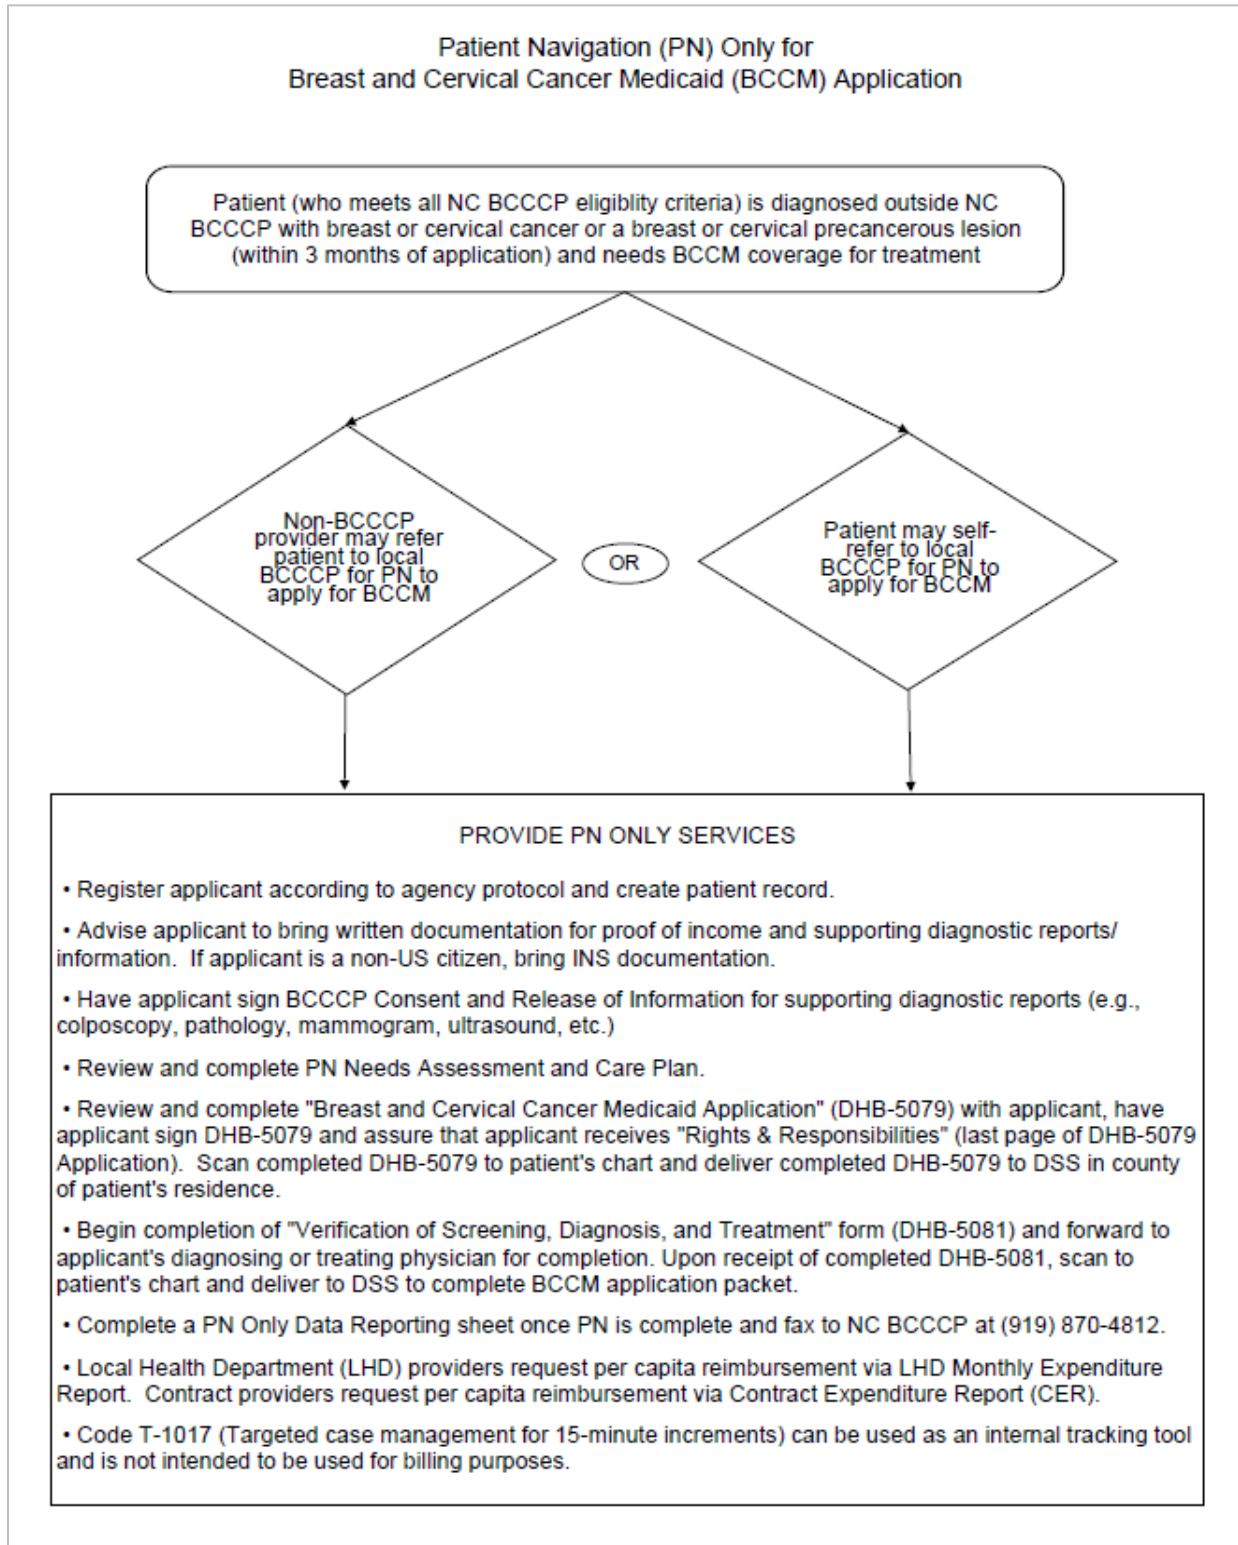 Patient Navigation (PN) Only for
Breast and Cervical Cancer Medicaid (BCCM) Application
Patient (who meets all NC BCCCP eligiblity criteria) is diagnosed outside NC
BCCCP with breast or cervical cancer or a breast or cervical precancerous lesion
(within 3 months of application) and needs BCCM coverage for treatment
Non-BCCCP
provider may refer
patient to local
BCCCP for PN to
apply for BCCM
OR
Patient may self-
refer to local
BCCCP for PN to
apply for BCCM
PROVIDE PN ONLY SERVICES
• Register applicant according to agency protocol and create patient record.
• Advise applicant to bring written documentation for proof of income and supporting diagnostic reports/
information.  If applicant is a non-US citizen, bring INS documentation.
• Have applicant sign BCCCP Consent and Release of Information for supporting diagnostic reports (e.g.,
colposcopy, pathology, mammogram, ultrasound, etc.)
• Review and complete PN Needs Assessment and Care Plan.
• Review and complete "Breast and Cervical Cancer Medicaid Application" (DHB-5079) with applicant, have
applicant sign DHB-5079 and assure that applicant receives "Rights & Responsibilities" (last page of DHB-5079
Application).  Scan completed DHB-5079 to patient's chart and deliver completed DHB-5079 to DSS in county
of patient's residence.
• Begin completion of "Verification of Screening, Diagnosis, and Treatment" form (DHB-5081) and forward to
applicant's diagnosing or treating physician for completion. Upon receipt of completed DHB-5081, scan to
patient's chart and deliver to DSS to complete BCCM application packet.
• Complete a PN Only Data Reporting sheet once PN is complete and fax to NC BCCCP at (919) 870-4812.
• Local Health Department (LHD) providers request per capita reimbursement via LHD Monthly Expenditure
Report.  Contract providers request per capita reimbursement via Contract Expenditure Report (CER).
• Code T-1017 (Targeted case management for 15-minute increments) can be used as an internal tracking tool
and is not intended to be used for billing purposes.